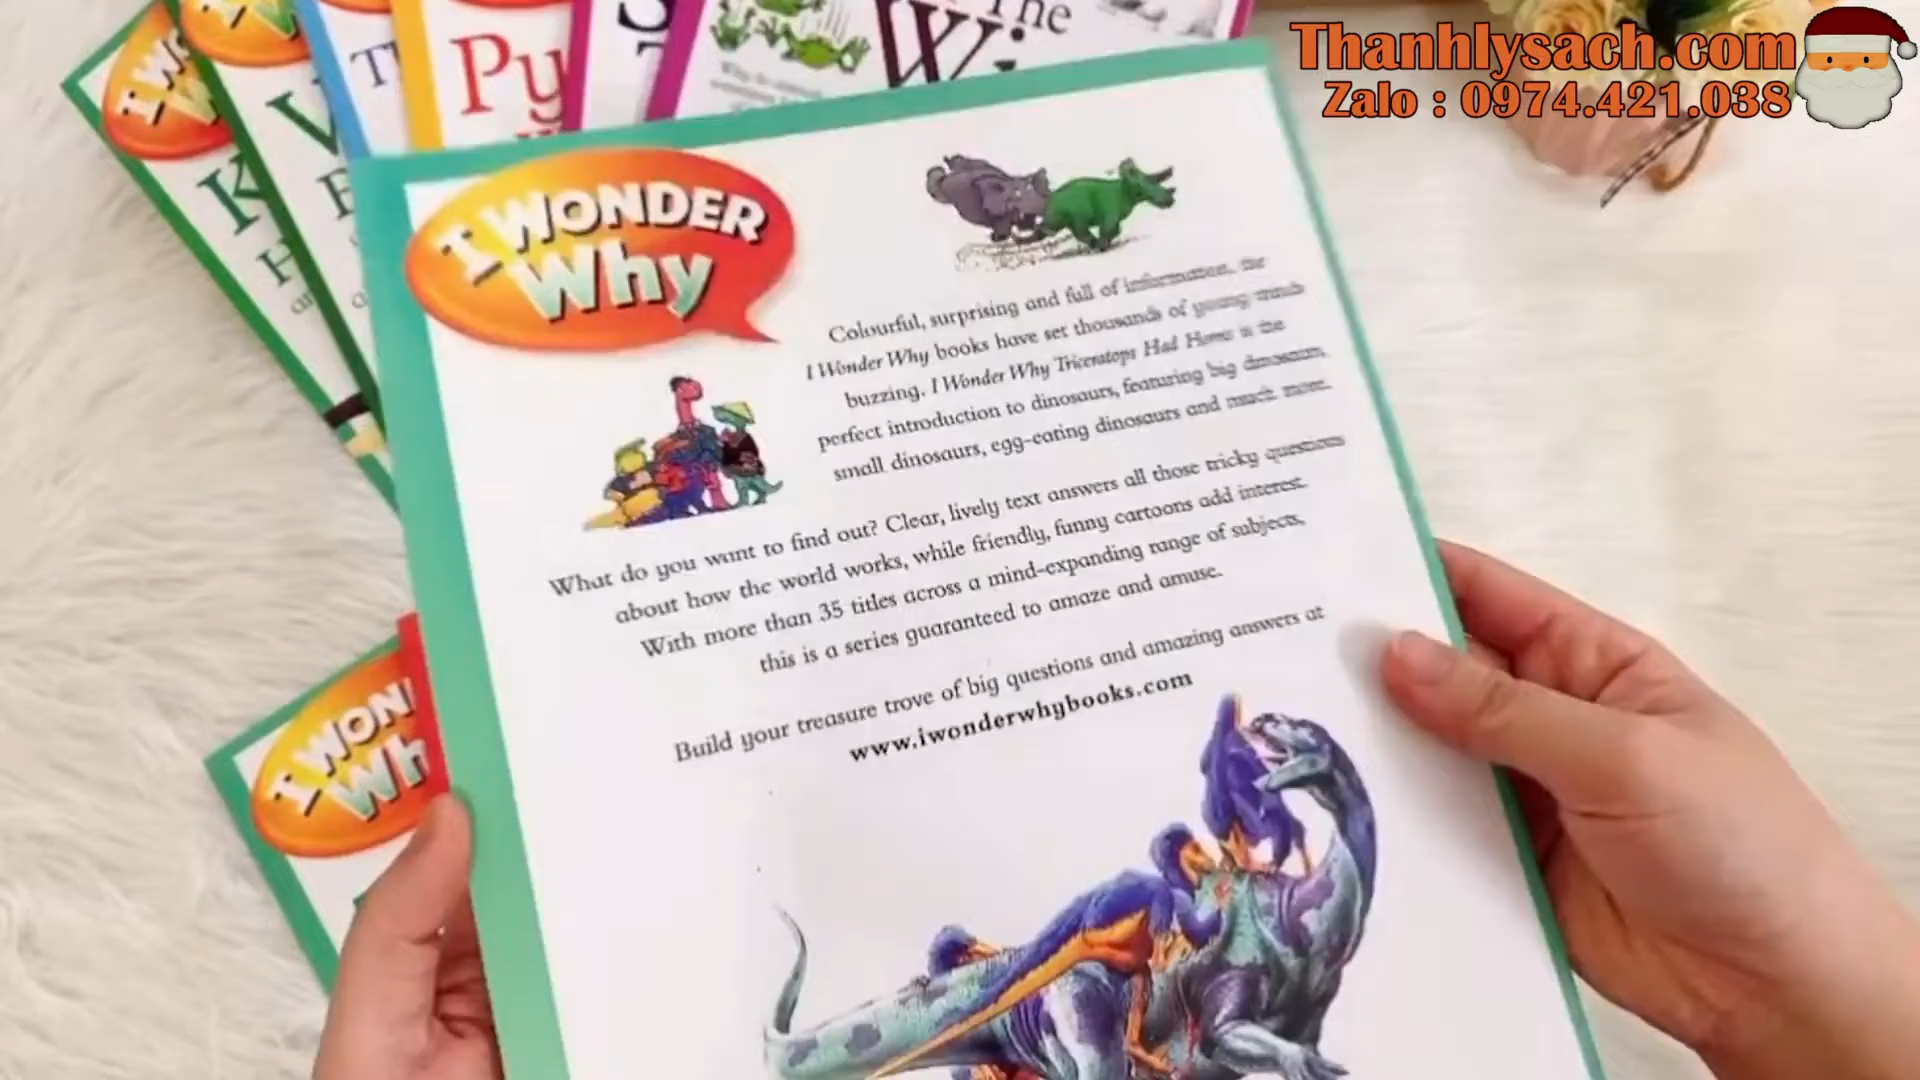 Thanhlysach.com
Zalo : 0974.421.038
The
Py
I WONDER
Why
Colourful, surprising and full of information, the
I Wonder Why books have set thousands of young minds
buzzing. I Wonder Why Triceratops Had Horns is the
perfect introduction to dinosaurs, featuring big dinosaurs,
small dinosaurs, egg-eating dinosaurs and much more.
What do you want to find out? Clear, lively text answers all those tricky questions
about how the world works, while friendly, funny cartoons add interest.
With more than 35 titles across a mind-expanding range of subjects,
this is a series guaranteed to amaze and amuse.
Build your treasure trove of big questions and amazing answers at
www.iwonderwhybooks.com
I WON
Wh